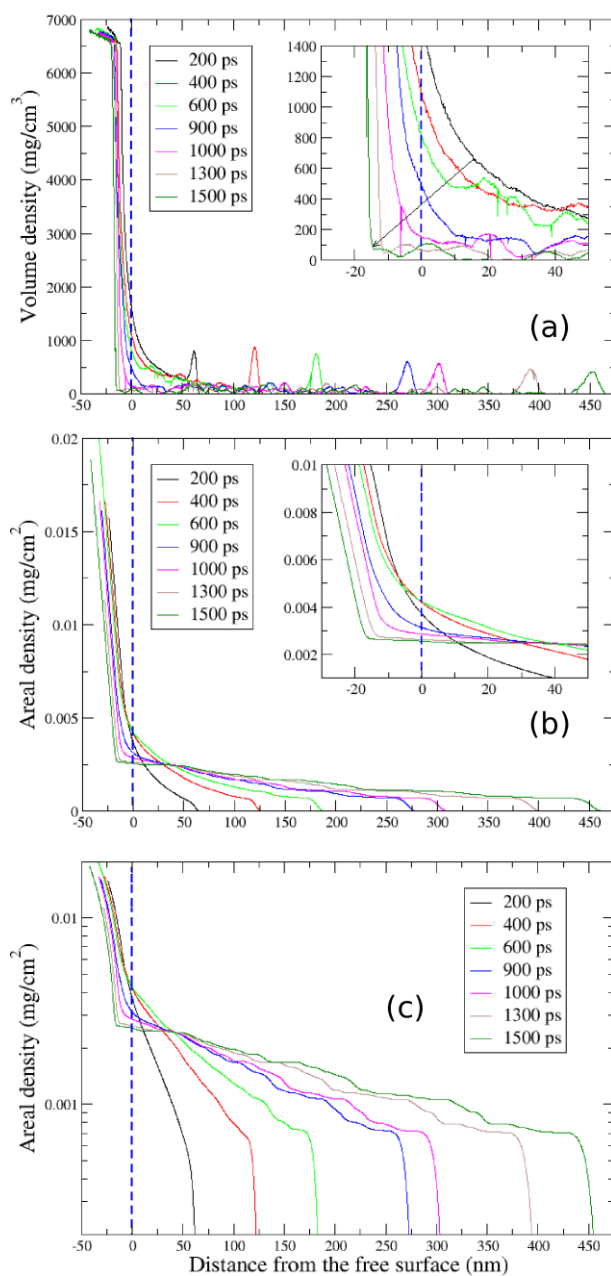 7000
6000
5000
4000
3000
2000
1000
0
Volume density (mg/cm³)
200 ps
400 ps
600 ps
900 ps
1000 ps
1300 ps
1500 ps
1400
1200
1000
800
600
400
200
0
-20 0 20 40
(a)
-50 0 50 100 150 200 250 300 350 400 450
0.02
0.015
0.01
0.005
0
Areal density (mg/cm²)
200 ps
400 ps
600 ps
900 ps
1000 ps
1300 ps
1500 ps
0.010
0.008
0.006
0.004
0.002
-20 0 20 40
(b)
-50 0 50 100 150 200 250 300 350 400 450
0.01
0.001
Areal density (mg/cm²)
(c)
200 ps
400 ps
600 ps
900 ps
1000 ps
1300 ps
1500 ps
-50 0 50 100 150 200 250 300 350 400 450
Distance from the free surface (nm)